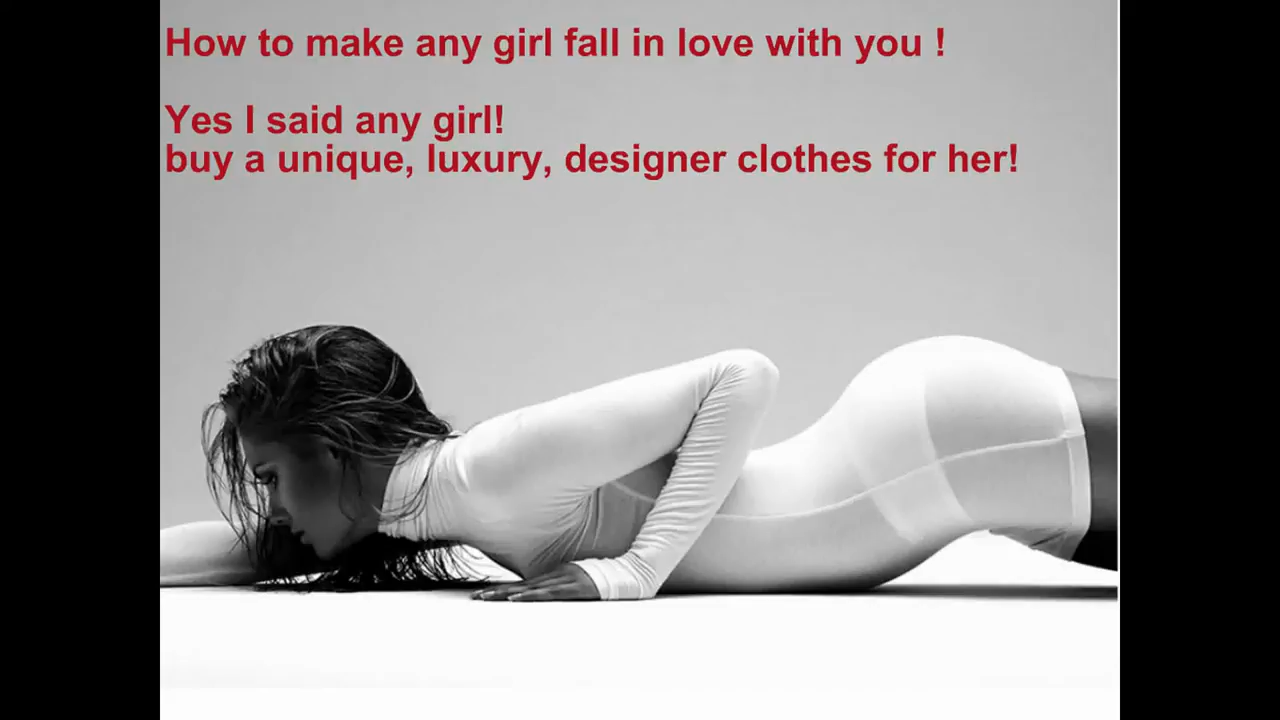 How to make any girl fall in love with you !
Yes I said any girl!
buy a unique, luxury, designer clothes for her!